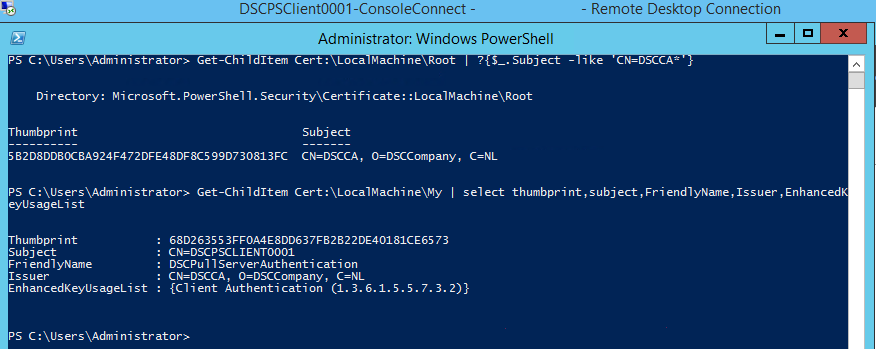 DSCPSClient0001-ConsoleConnect - - Remote Desktop Connection
Administrator: Windows PowerShell
PS C:\Users\Administrator> Get-ChildItem Cert:\LocalMachine\Root | ?{$_.Subject -like 'CN=DSCCA*'}
Directory: Microsoft.PowerShell.Security\Certificate::LocalMachine\Root
Thumbprint Subject
---------- -------
5B2D8DDB0CBA924F472DFE48DF8C599D730813FC CN=DSCCA, O=DSCCompany, C=NL
PS C:\Users\Administrator> Get-ChildItem Cert:\LocalMachine\My | select thumbprint,subject,FriendlyName,Issuer,EnhancedK
eyUsageList
Thumbprint : 68D263553FF0A4E8DD637FB2B22DE40181CE6573
Subject : CN=DSCPSCLIENT0001
FriendlyName : DSCPullServerAuthentication
Issuer : CN=DSCCA, O=DSCCompany, C=NL
EnhancedKeyUsageList : {Client Authentication (1.3.6.1.5.5.7.3.2)}
PS C:\Users\Administrator>